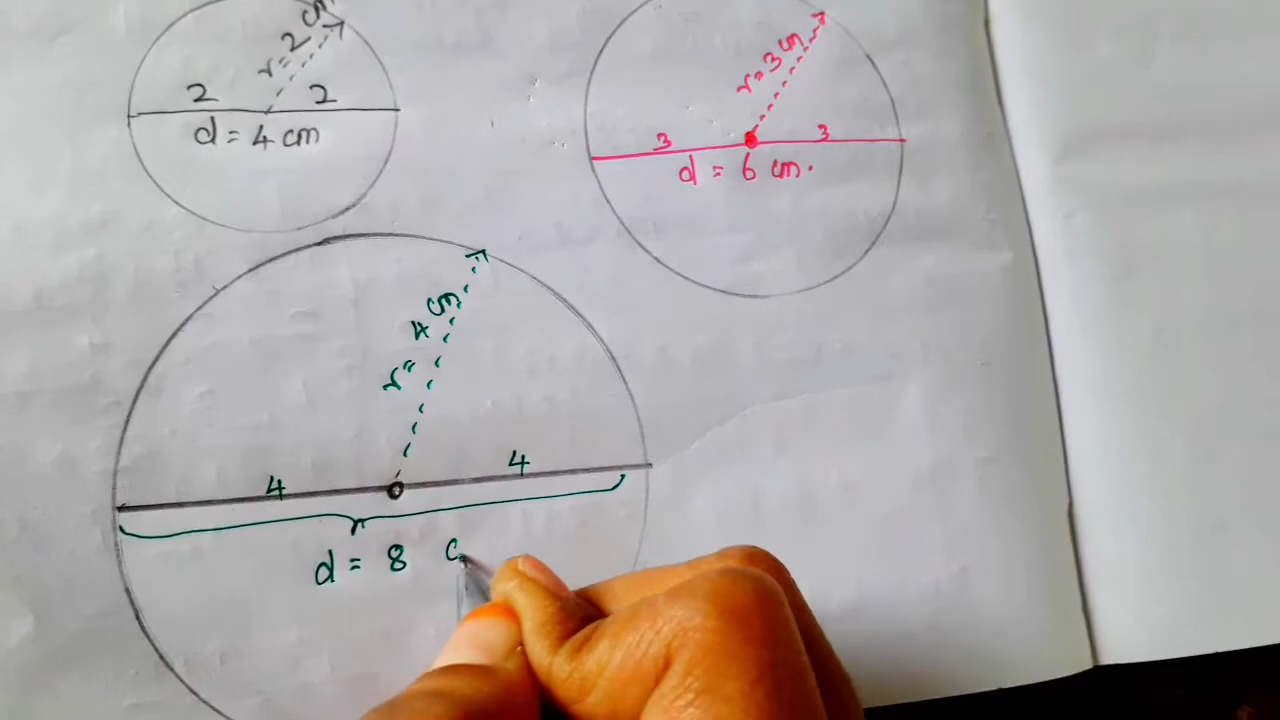 r = 2 cm
2 2
d = 4 cm
r = 3 cm
3 3
d = 6 cm.
r = 4 cm
4 4
d = 8 c